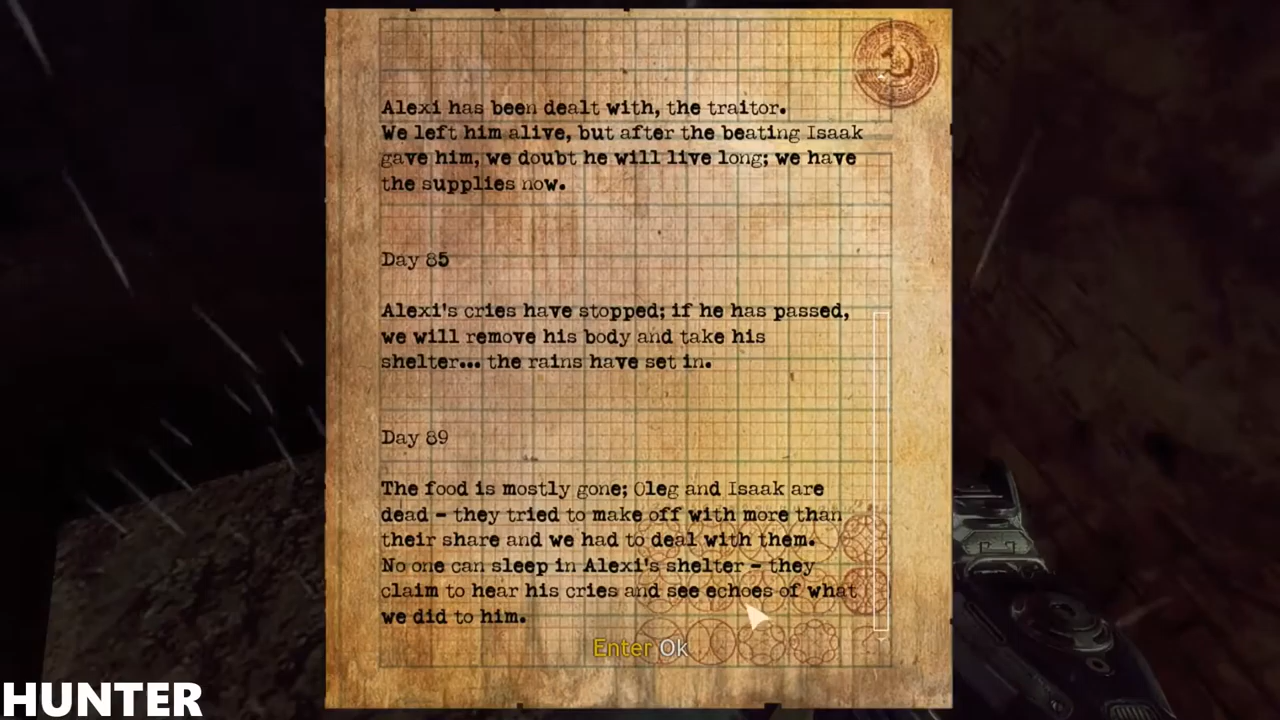 Alexi has been dealt with, the traitor.
We left him alive, but after the beating Isaak
gave him, we doubt he will live long; we have
the supplies now.
Day 85
Alexi's cries have stopped; if he has passed,
we will remove his body and take his
shelter... the rains have set in.
Day 89
The food is mostly gone; Oleg and Isaak are
dead - they tried to make off with more than
their share and we had to deal with them.
No one can sleep in Alexi's shelter - they
claim to hear his cries and see echoes of what
we did to him.
Enter Ok
HUNTER